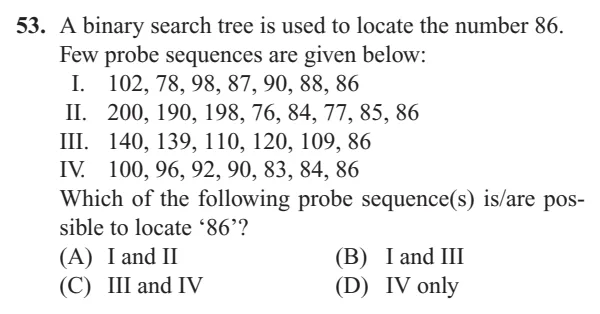 53. A binary search tree is used to locate the number 86.
Few probe sequences are given below:
I. 102, 78, 98, 87, 90, 88, 86
II. 200, 190, 198, 76, 84, 77, 85, 86
III. 140, 139, 110, 120, 109, 86
IV. 100, 96, 92, 90, 83, 84, 86
Which of the following probe sequence(s) is/are pos-
sible to locate ‘86’?
(A) I and II (B) I and III
(C) III and IV (D) IV only